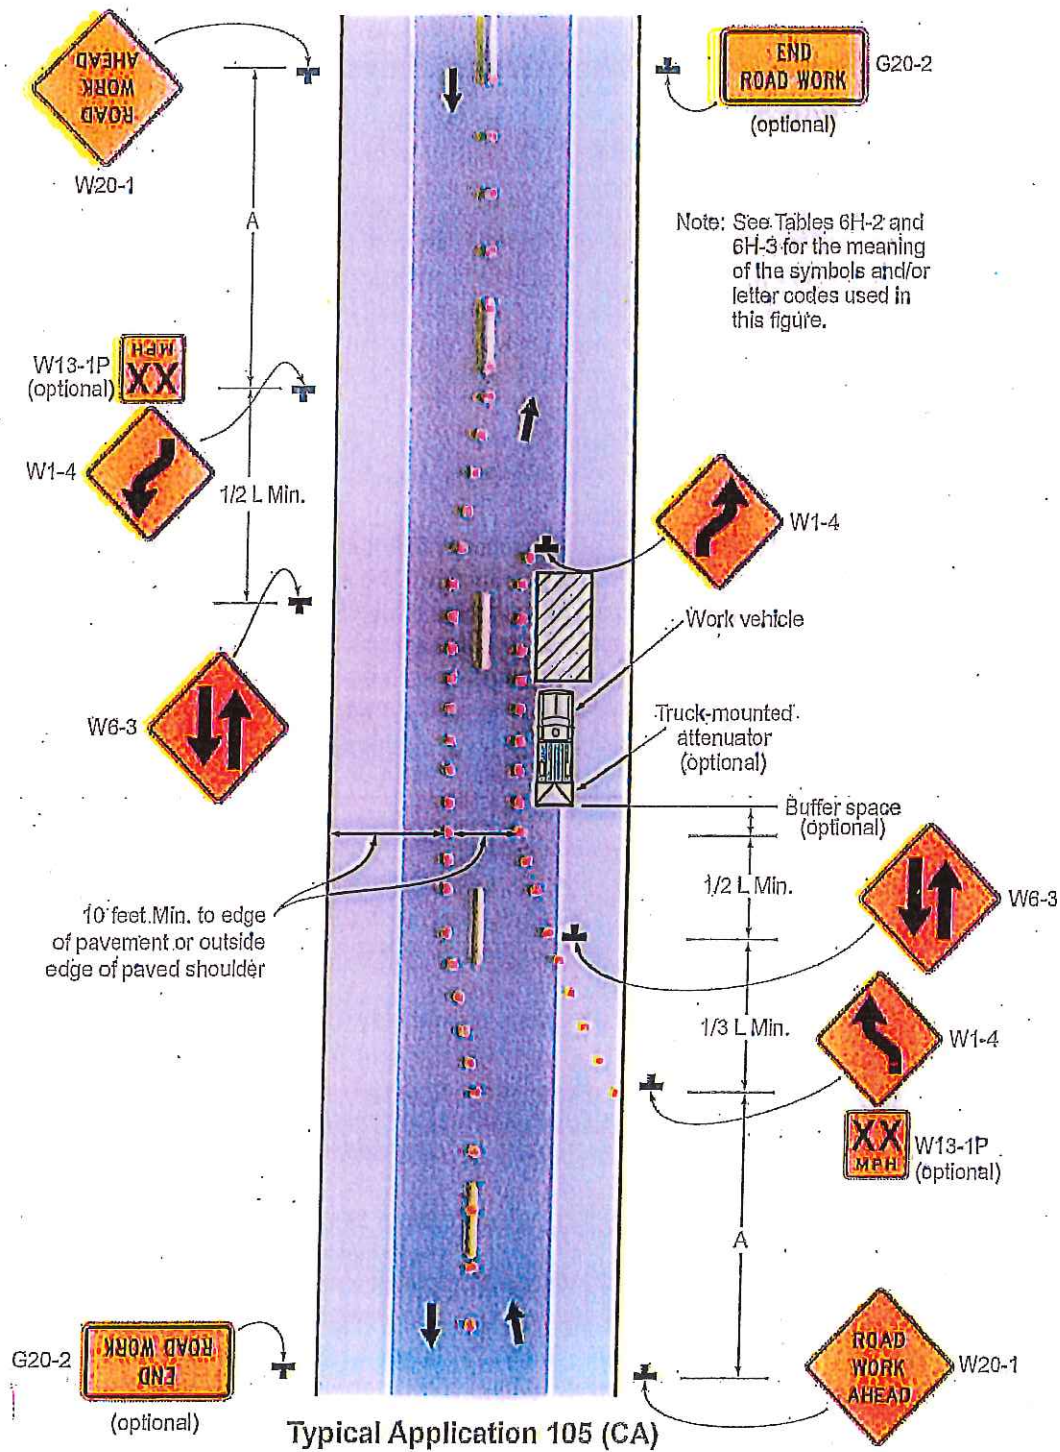 ROAD
WORK
AHEAD
W20-1
A
END
ROAD WORK
G20-2
(optional)
Note: See Tables 6H-2 and
6H-3 for the meaning
of the symbols and/or
letter codes used in
this figure.
W13-1P
(optional)
XX
MPH
W1-4
1/2 L Min.
W1-4
Work vehicle
W6-3
Truck-mounted
attenuator
(optional)
Buffer space
(optional)
1/2 L Min.
W6-3
10 feet Min. to edge
of pavement or outside
edge of paved shoulder
1/3 L Min.
W1-4
XX
MPH
W13-1P
(optional)
A
G20-2
END
ROAD WORK
(optional)
ROAD
WORK
AHEAD
W20-1
Typical Application 105 (CA)